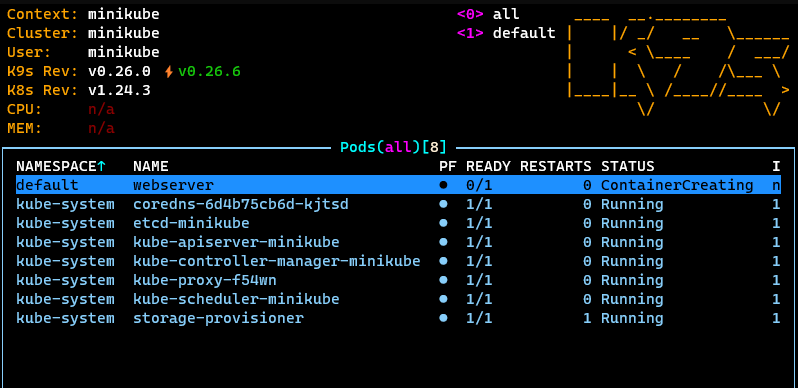 Context: minikube
Cluster: minikube
User: minikube
K9s Rev: v0.26.0 ⚡v0.26.6
K8s Rev: v1.24.3
CPU: n/a
MEM: n/a
<0> all
<1> default
K9s
Pods(all)[8]
NAMESPACE↑ NAME PF READY RESTARTS STATUS I
default webserver ● 0/1 0 ContainerCreating n
kube-system coredns-6d4b75cb6d-kjtsd ● 1/1 0 Running 1
kube-system etcd-minikube ● 1/1 0 Running 1
kube-system kube-apiserver-minikube ● 1/1 0 Running 1
kube-system kube-controller-manager-minikube ● 1/1 0 Running 1
kube-system kube-proxy-f54wn ● 1/1 0 Running 1
kube-system kube-scheduler-minikube ● 1/1 0 Running 1
kube-system storage-provisioner ● 1/1 1 Running 1